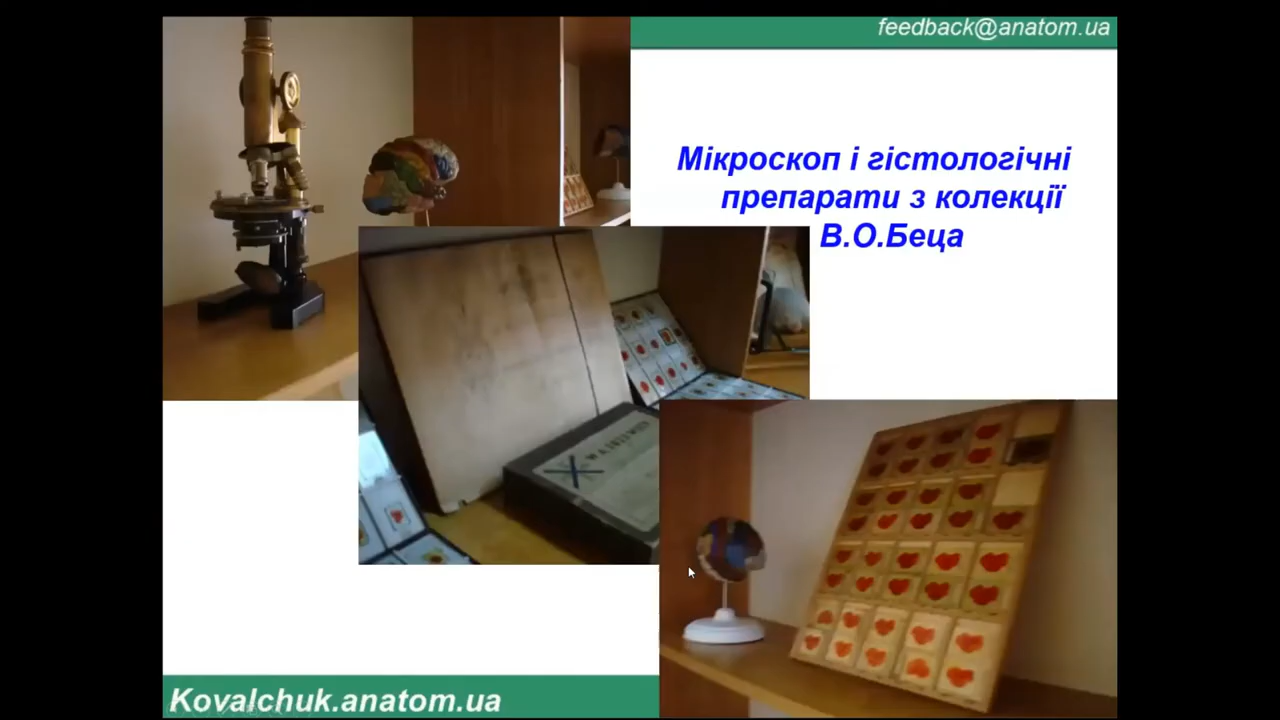 feedback@anatom.ua
Мікроскоп і гістологічні
препарати з колекції
В.О.Беца
Kovalchuk.anatom.ua